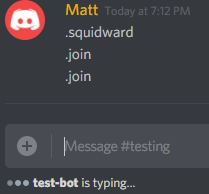 Matt Today at 7:12 PM
.squidward
.join
.join
Message #testing
test-bot is typing...